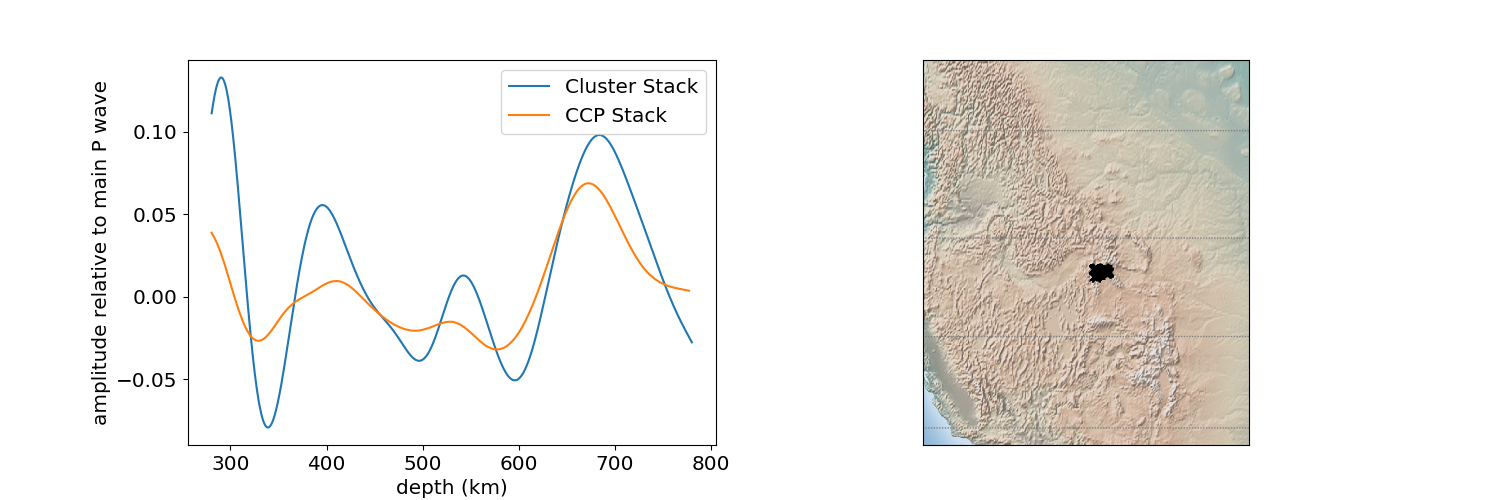 amplitude relative to main P wave
0.10
0.05
0.00
−0.05
Cluster Stack
CCP Stack
300 400 500 600 700 800
depth (km)